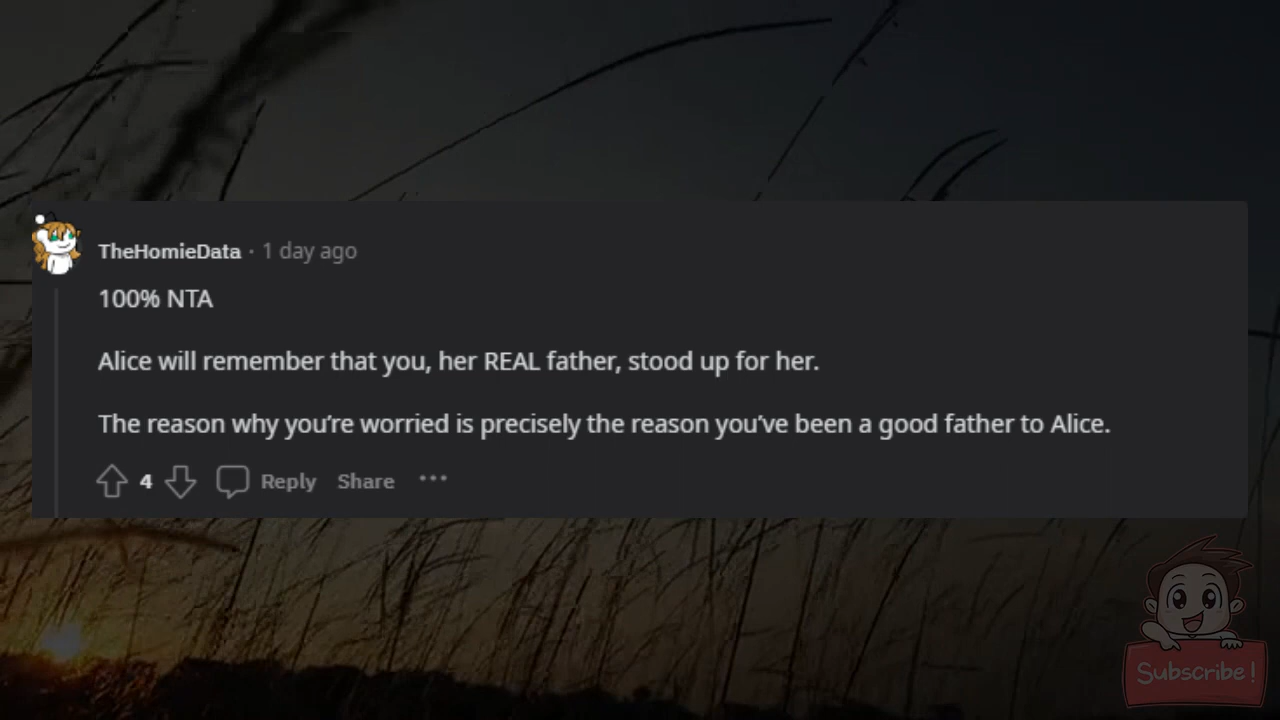 TheHomieData · 1 day ago
100% NTA
Alice will remember that you, her REAL father, stood up for her.
The reason why you’re worried is precisely the reason you’ve been a good father to Alice.
4 Reply Share ···
Subscribe!